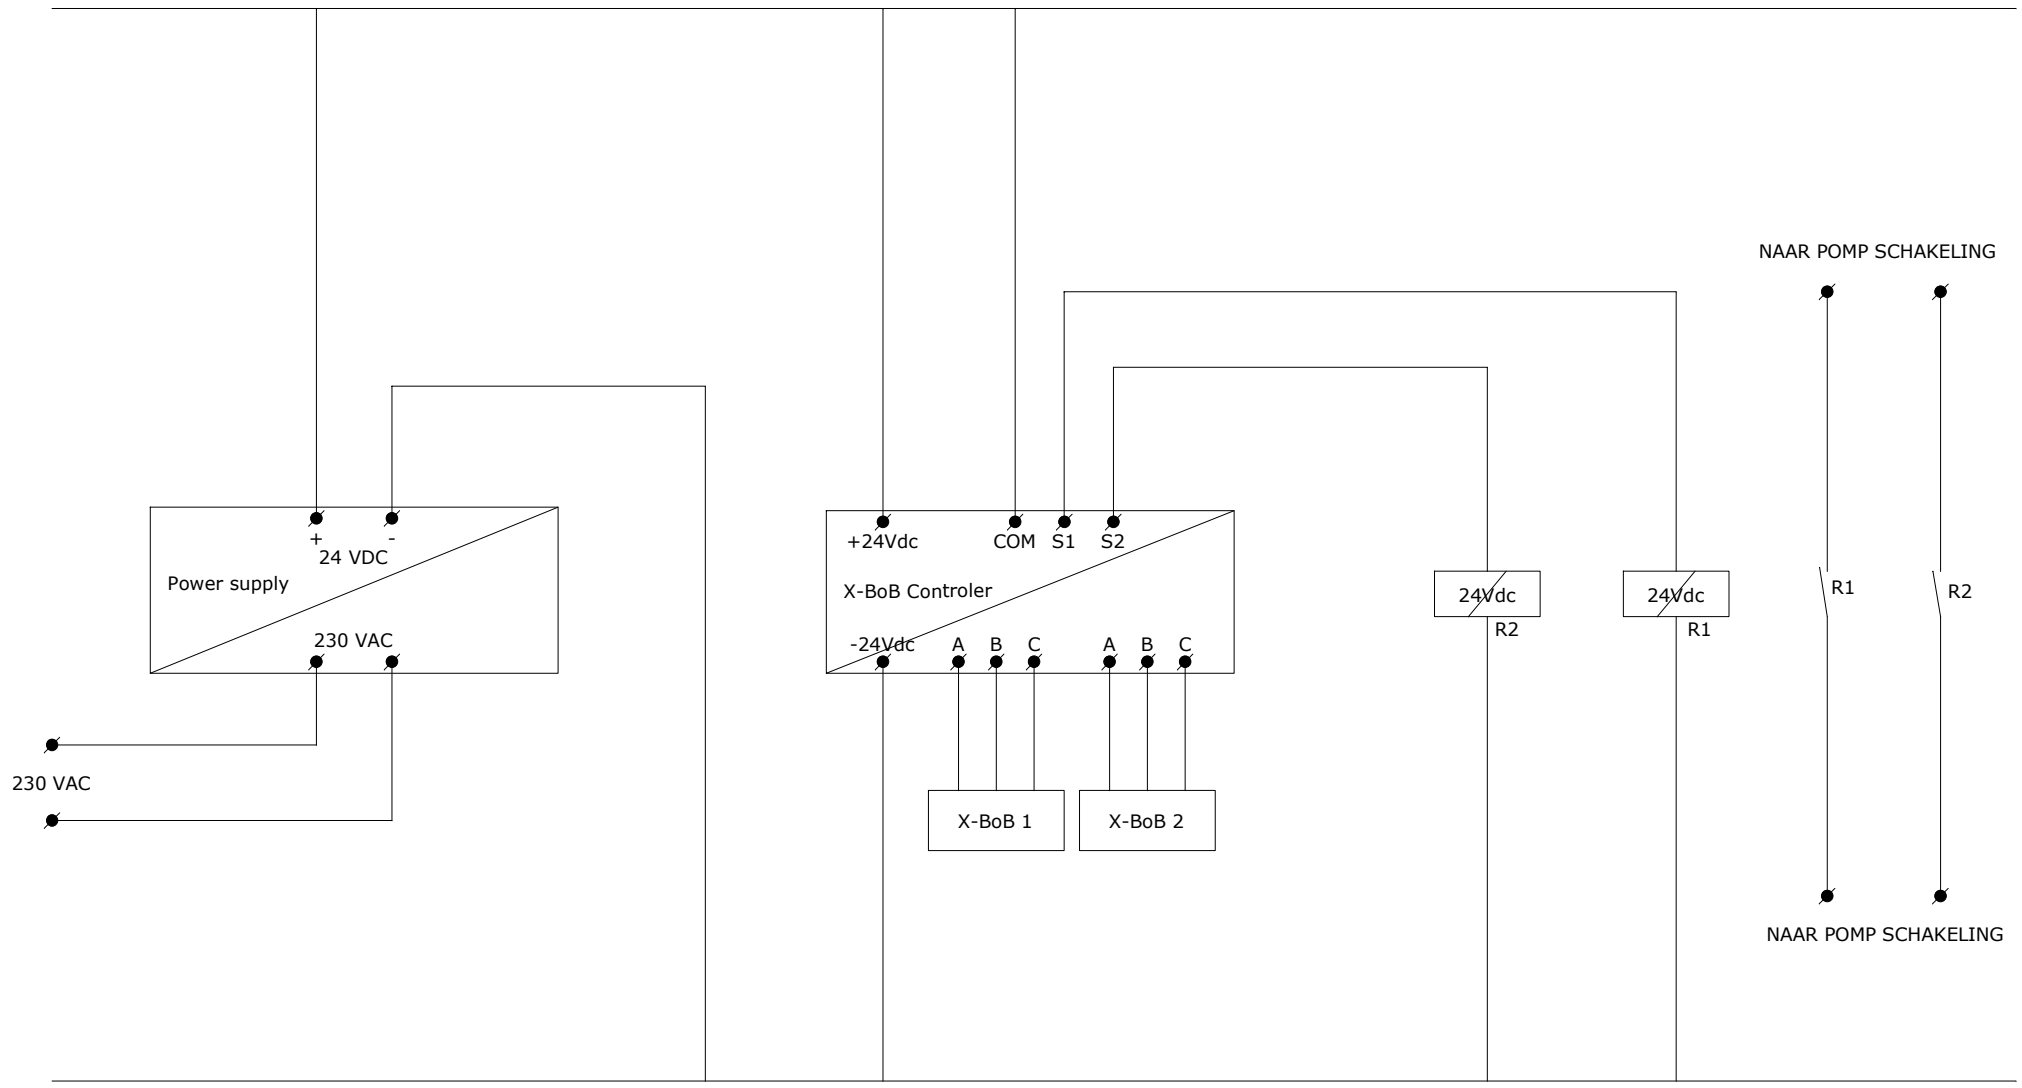 NAAR POMP SCHAKELING
+ -
24 VDC
Power supply
230 VAC
230 VAC
+24Vdc COM S1 S2
X-BoB Controler
-24Vdc A B C A B C
X-BoB 1
X-BoB 2
24Vdc
R2
24Vdc
R1
R1
R2
NAAR POMP SCHAKELING